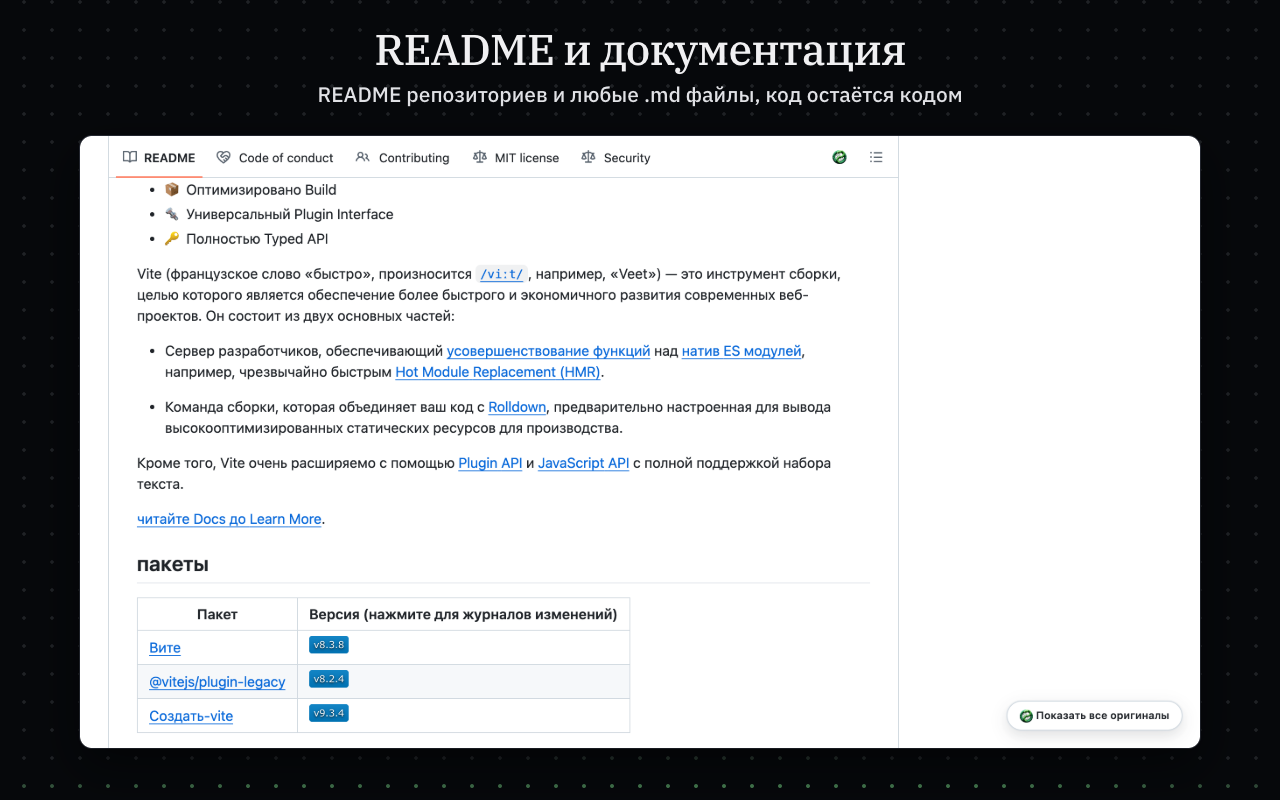 README и документация
README репозиториев и любые .md файлы, код остаётся кодом
README Code of conduct Contributing MIT license Security
Оптимизировано Build
Универсальный Plugin Interface
Полностью Typed API
Vite (французское слово «быстро», произносится /viːt/, например, «Veet») — это инструмент сборки,
целью которого является обеспечение более быстрого и экономичного развития современных веб-
проектов. Он состоит из двух основных частей:
Сервер разработчиков, обеспечивающий усовершенствование функций над натив ES модулей,
например, чрезвычайно быстрым Hot Module Replacement (HMR).
Команда сборки, которая объединяет ваш код с Rolldown, предварительно настроенная для вывода
высокооптимизированных статических ресурсов для производства.
Кроме того, Vite очень расширяемо с помощью Plugin API и JavaScript API с полной поддержкой набора
текста.
читайте Docs до Learn More.
пакеты
Пакет Версия (нажмите для журналов изменений)
Вите v8.3.8
@vitejs/plugin-legacy v8.2.4
Создать-vite v9.3.4
Показать все оригиналы